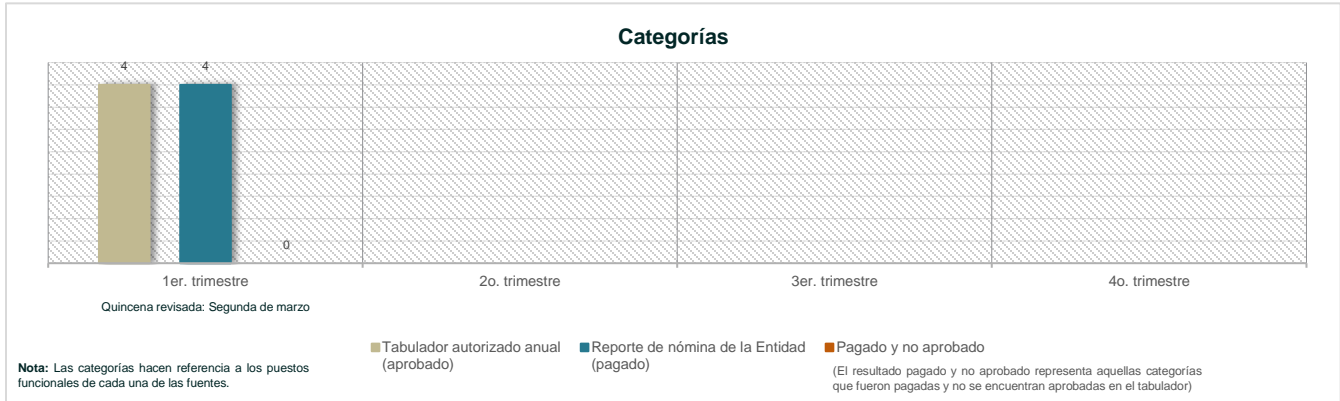 Categorías
4
4
0
1er. trimestre
2o. trimestre
3er. trimestre
4o. trimestre
Quincena revisada: Segunda de marzo
Tabulador autorizado anual
(aprobado)
Reporte de nómina de la Entidad
(pagado)
Pagado y no aprobado
(El resultado pagado y no aprobado representa aquellas categorías
que fueron pagadas y no se encuentran aprobadas en el tabulador)
Nota: Las categorías hacen referencia a los puestos
funcionales de cada una de las fuentes.